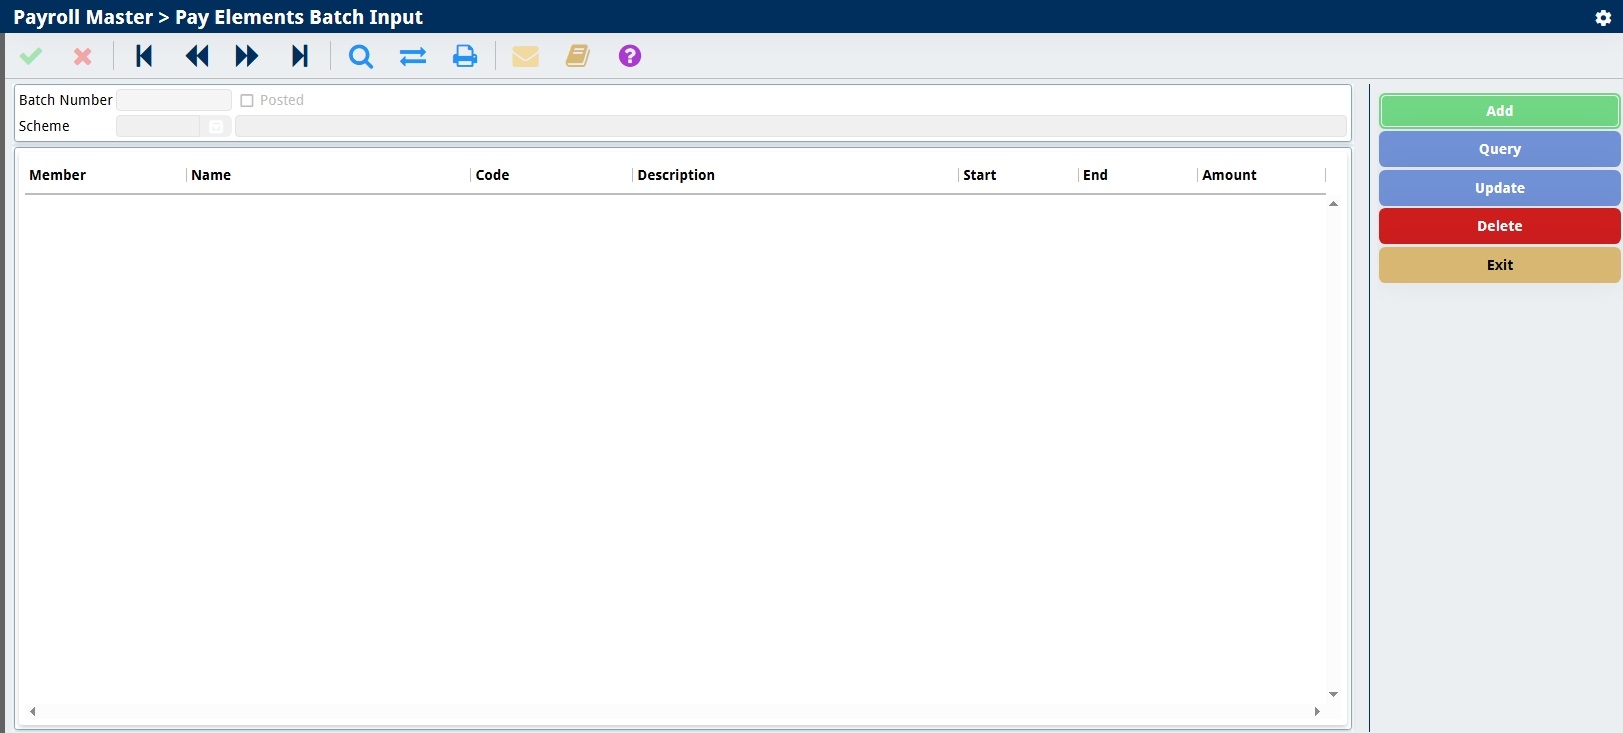 Payroll Master > Pay Elements Batch Input
Batch Number Posted
Scheme
Member Name Code Description Start End Amount
Add
Query
Update
Delete
Exit